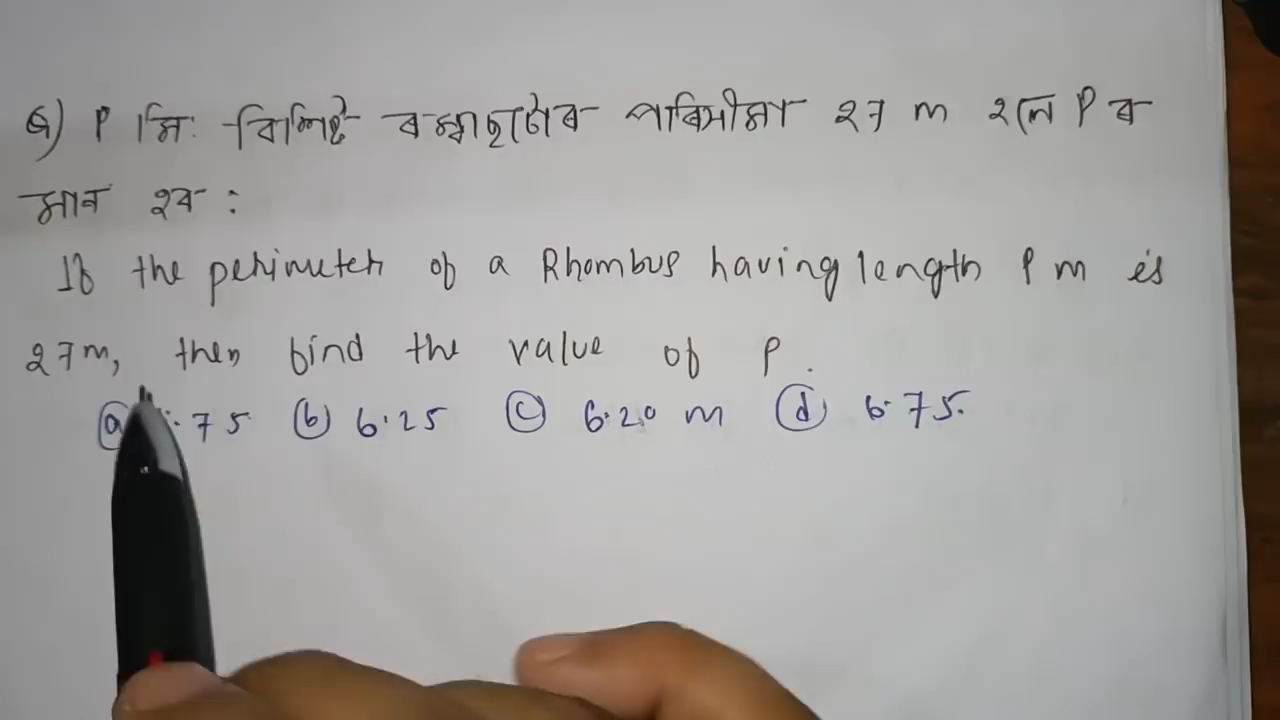 Q) P মি: বিশিষ্ট ৰম্বাছটোৰ পৰিসীমা ২৭ m হলে P ৰ
মান হব :
If the perimeter of a Rhombus having length P m is
27m, then find the value of P.
.75 (b) 6.25 (c) 6.20 m (d) 6.75.